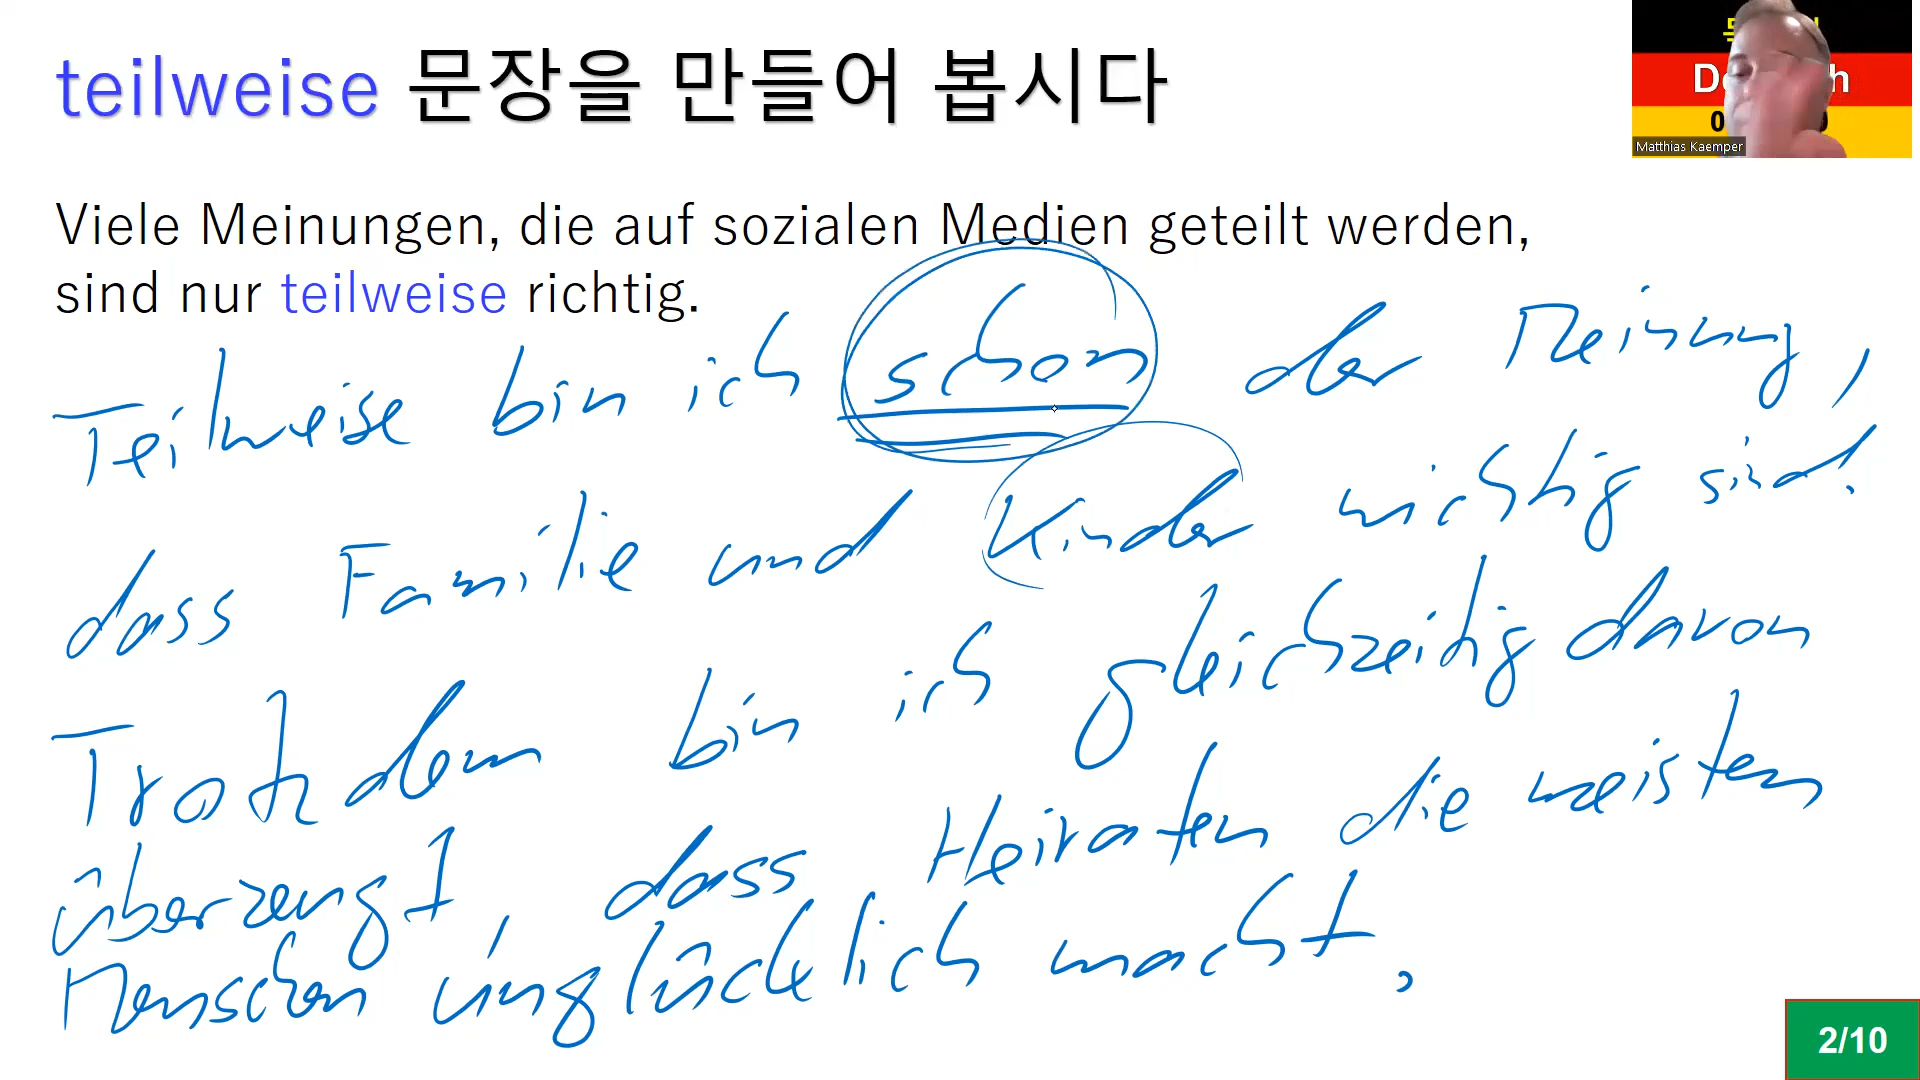 teilweise 문장을 만들어 봅시다
De h
0
Matthias Kaemper
Viele Meinungen, die auf sozialen Medien geteilt werden,
sind nur teilweise richtig.
Teilweise bin ich schon der Meinung,
dass Familie und Kinder wichtig sind.
Trotzdem bin ich gleichzeitig davon
überzeugt, dass Heiraten die meisten
Menschen unglücklich macht.
2/10